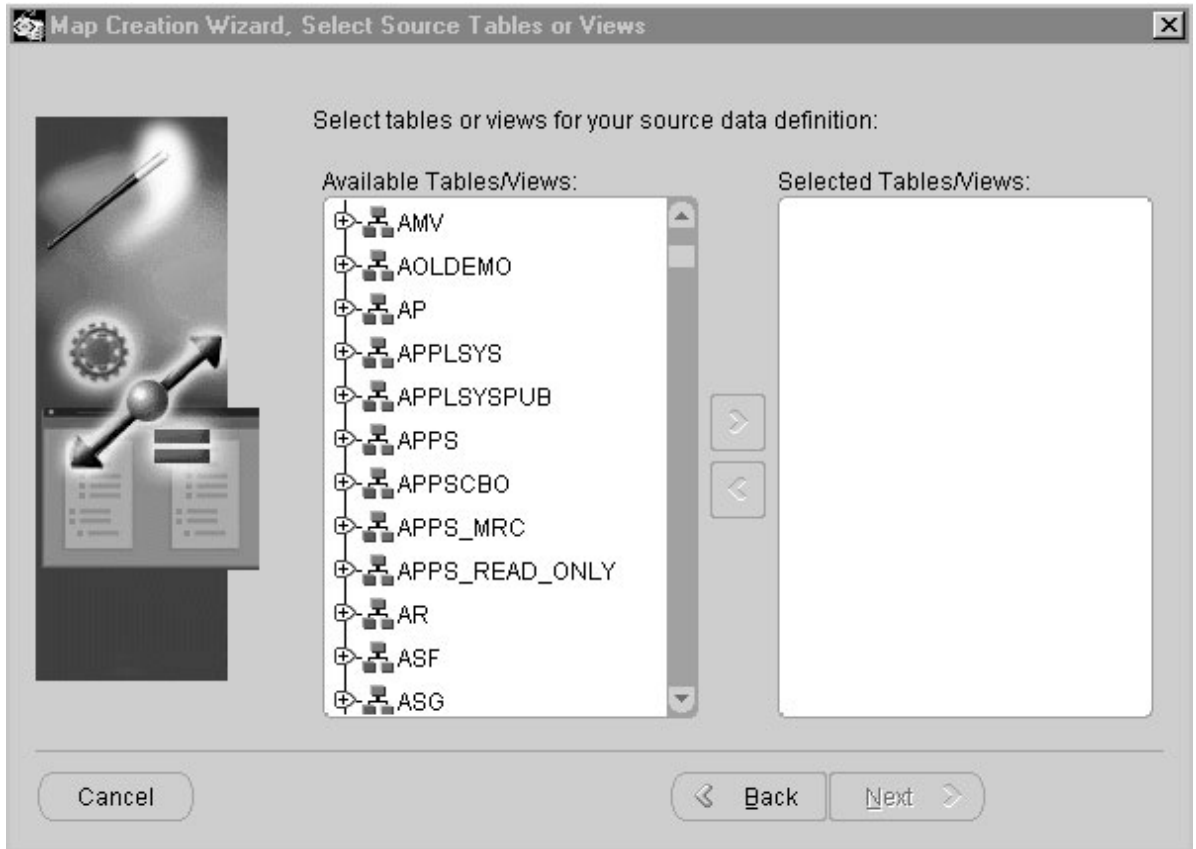 Map Creation Wizard, Select Source Tables or Views
Select tables or views for your source data definition:
Available Tables/Views:
Selected Tables/Views:
AMV
AOLDEMO
AP
APPLSYS
APPLSYSPUB
APPS
APPSCBO
APPS_MRC
APPS_READ_ONLY
AR
ASF
ASG
Cancel
Back
Next